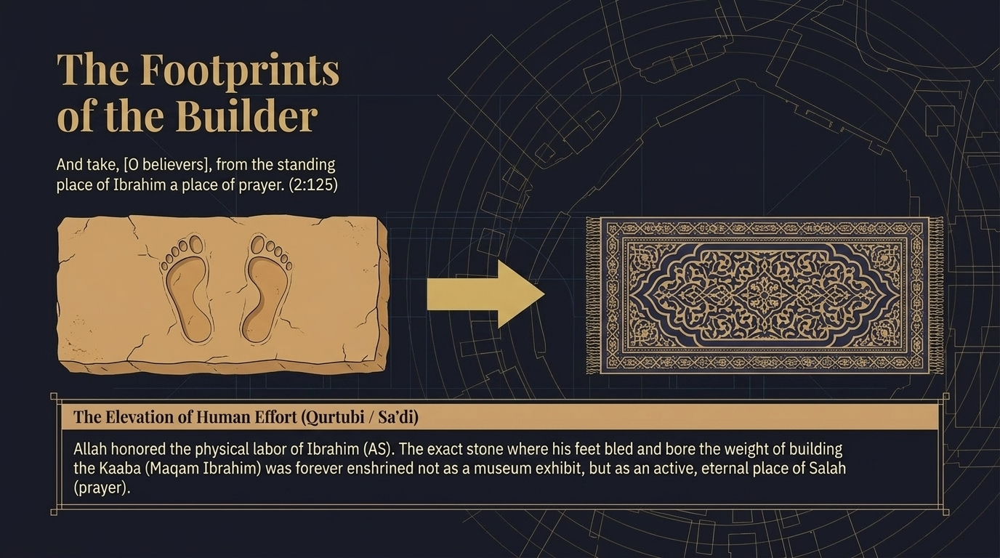 The Footprints
of the Builder
And take, [O believers], from the standing
place of Ibrahim a place of prayer. (2:125)
The Elevation of Human Effort (Qurtubi / Sa’di)
Allah honored the physical labor of Ibrahim (AS). The exact stone where his feet bled and bore the weight of building
the Kaaba (Maqam Ibrahim) was forever enshrined not as a museum exhibit, but as an active, eternal place of Salah
(prayer).